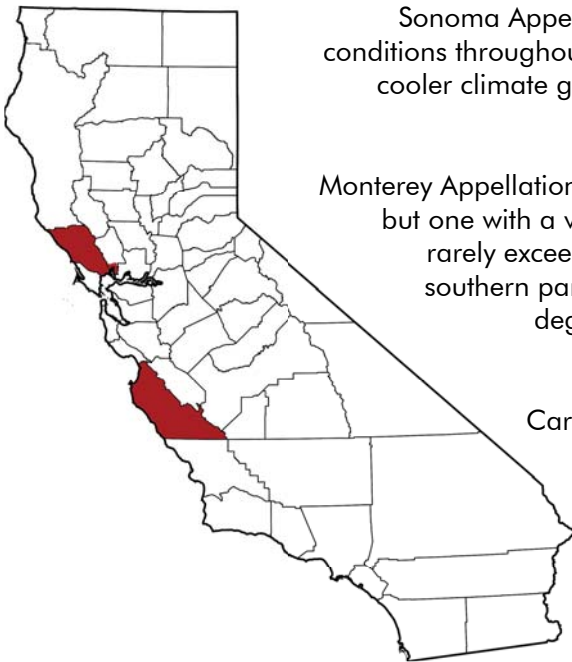 Sonoma Appe
conditions throughou
cooler climate g
Monterey Appellation
but one with a v
rarely excee
southern par
deg
Car